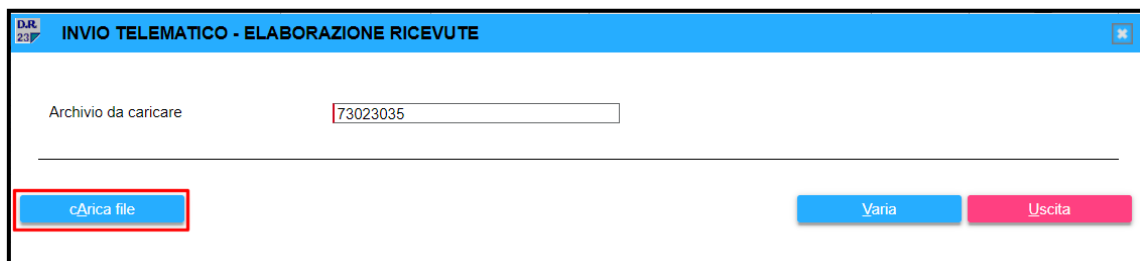 D.R.
23
INVIO TELEMATICO - ELABORAZIONE RICEVUTE
Archivio da caricare 73023035
cArica file Varia Uscita